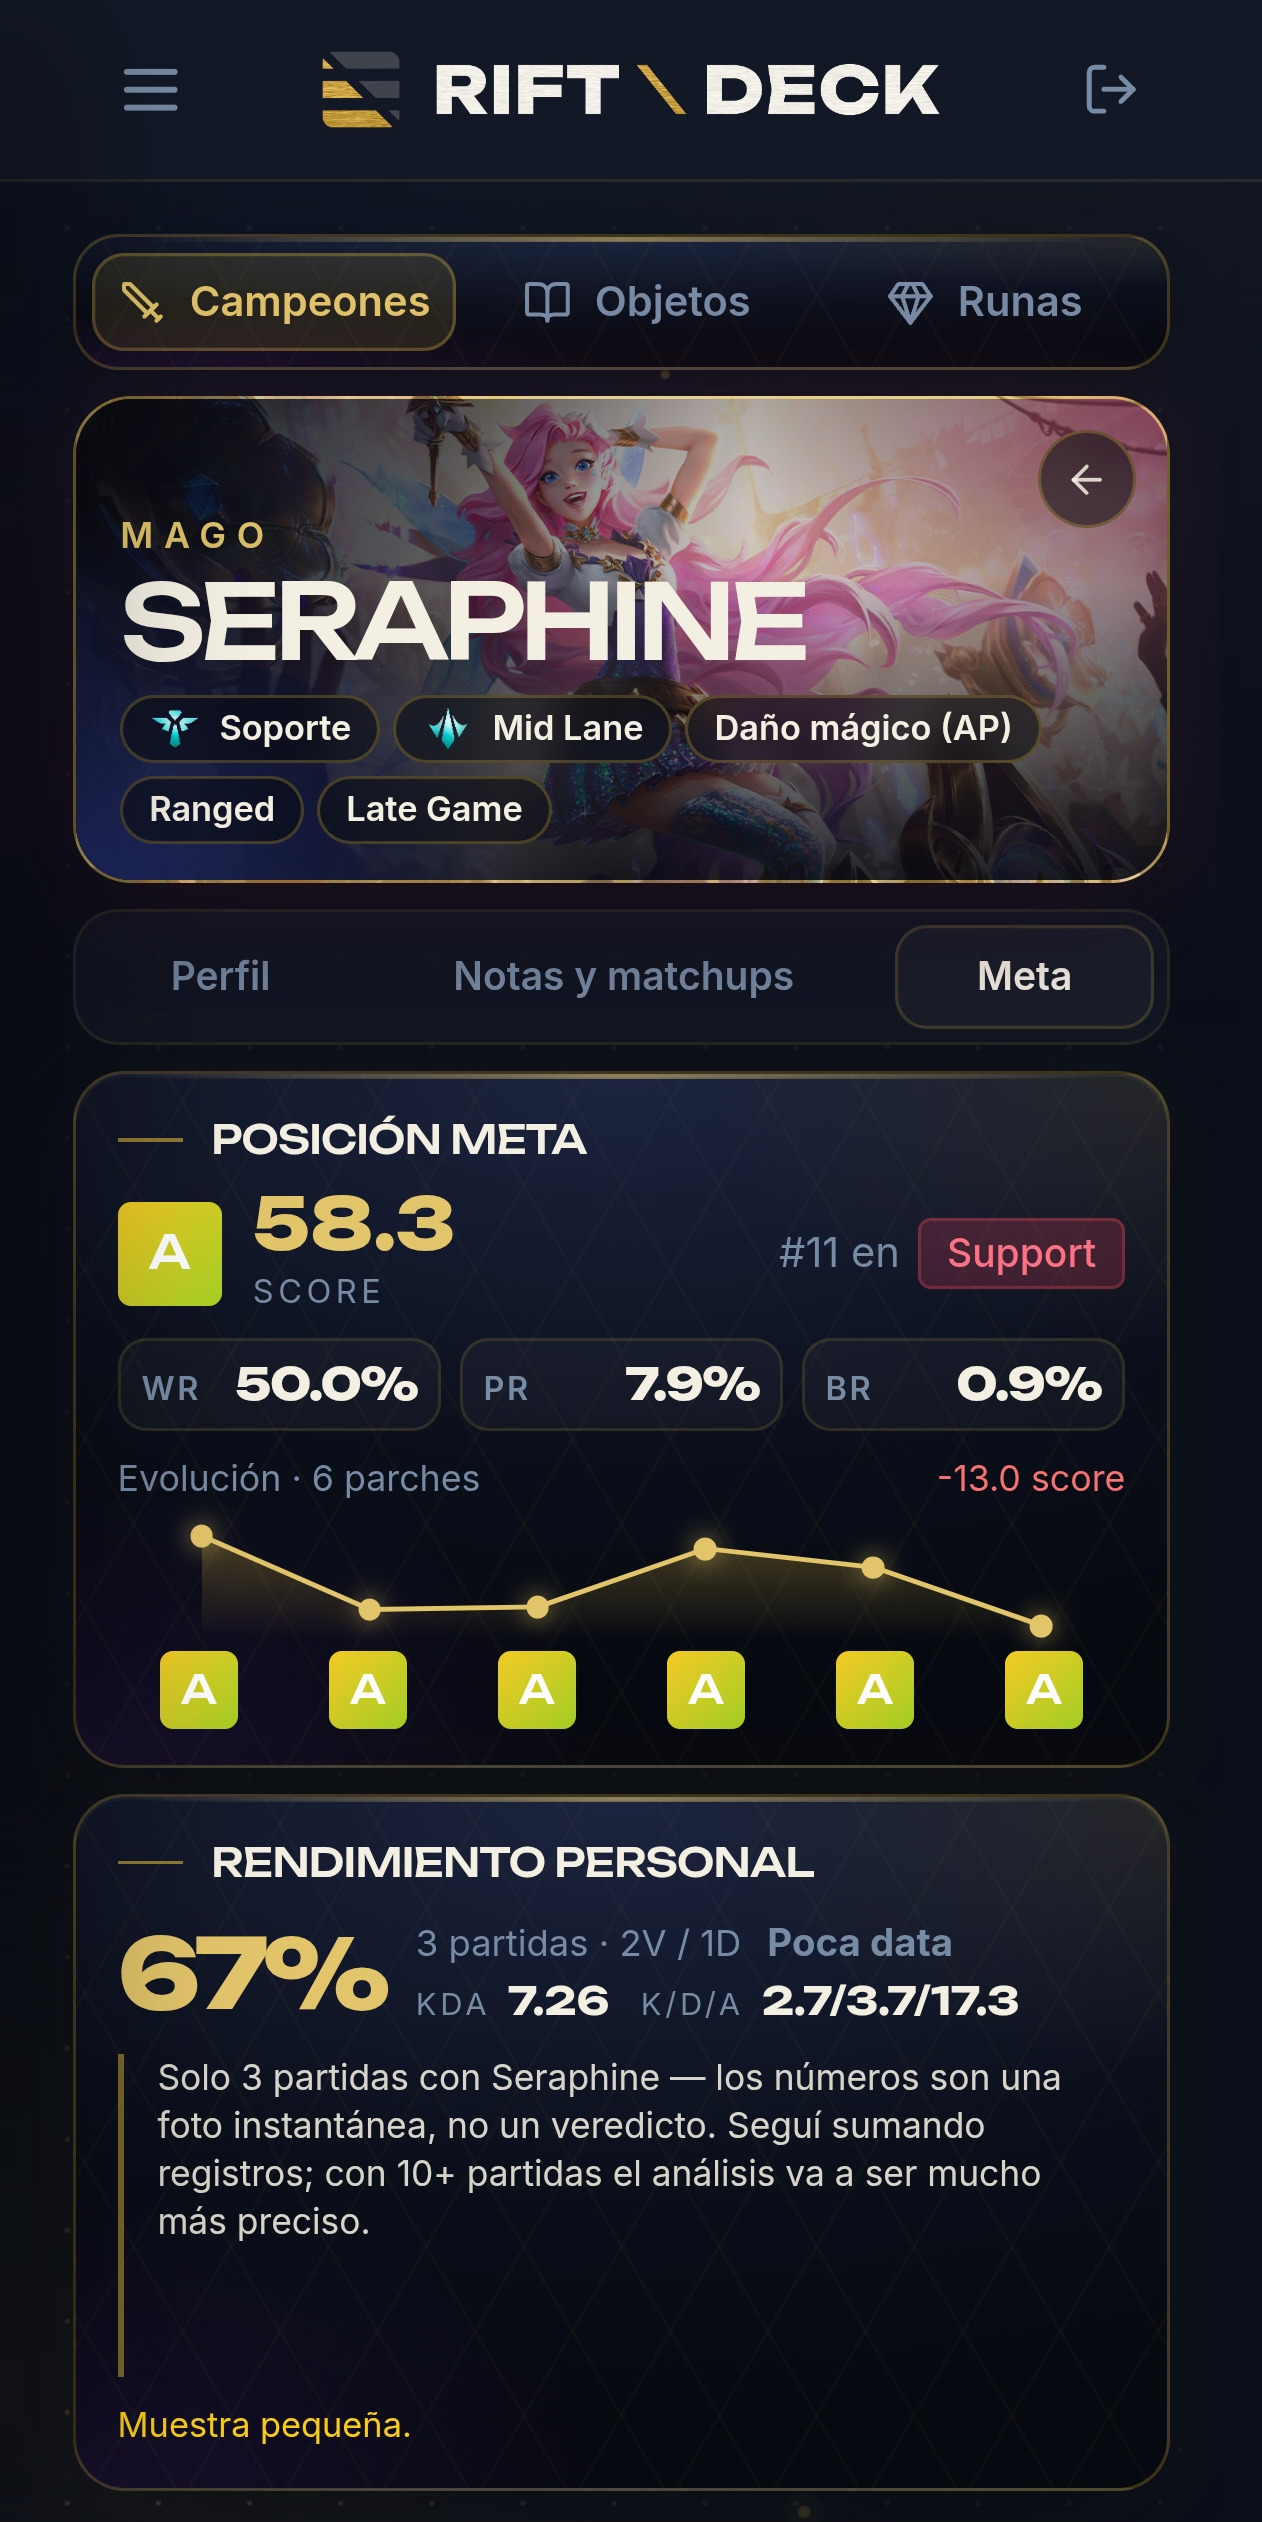 RIFT \ DECK
Campeones Objetos Runas
MAGO
SERAPHINE
Soporte Mid Lane Daño mágico (AP)
Ranged Late Game
Perfil Notas y matchups Meta
POSICIÓN META
A 58.3 SCORE #11 en Support
WR 50.0% PR 7.9% BR 0.9%
Evolución · 6 parches -13.0 score
A A A A A A
RENDIMIENTO PERSONAL
67% 3 partidas · 2V / 1D Poca data
KDA 7.26 K/D/A 2.7/3.7/17.3
Solo 3 partidas con Seraphine — los números son una
foto instantánea, no un veredicto. Seguí sumando
registros; con 10+ partidas el análisis va a ser mucho
más preciso.
Muestra pequeña.